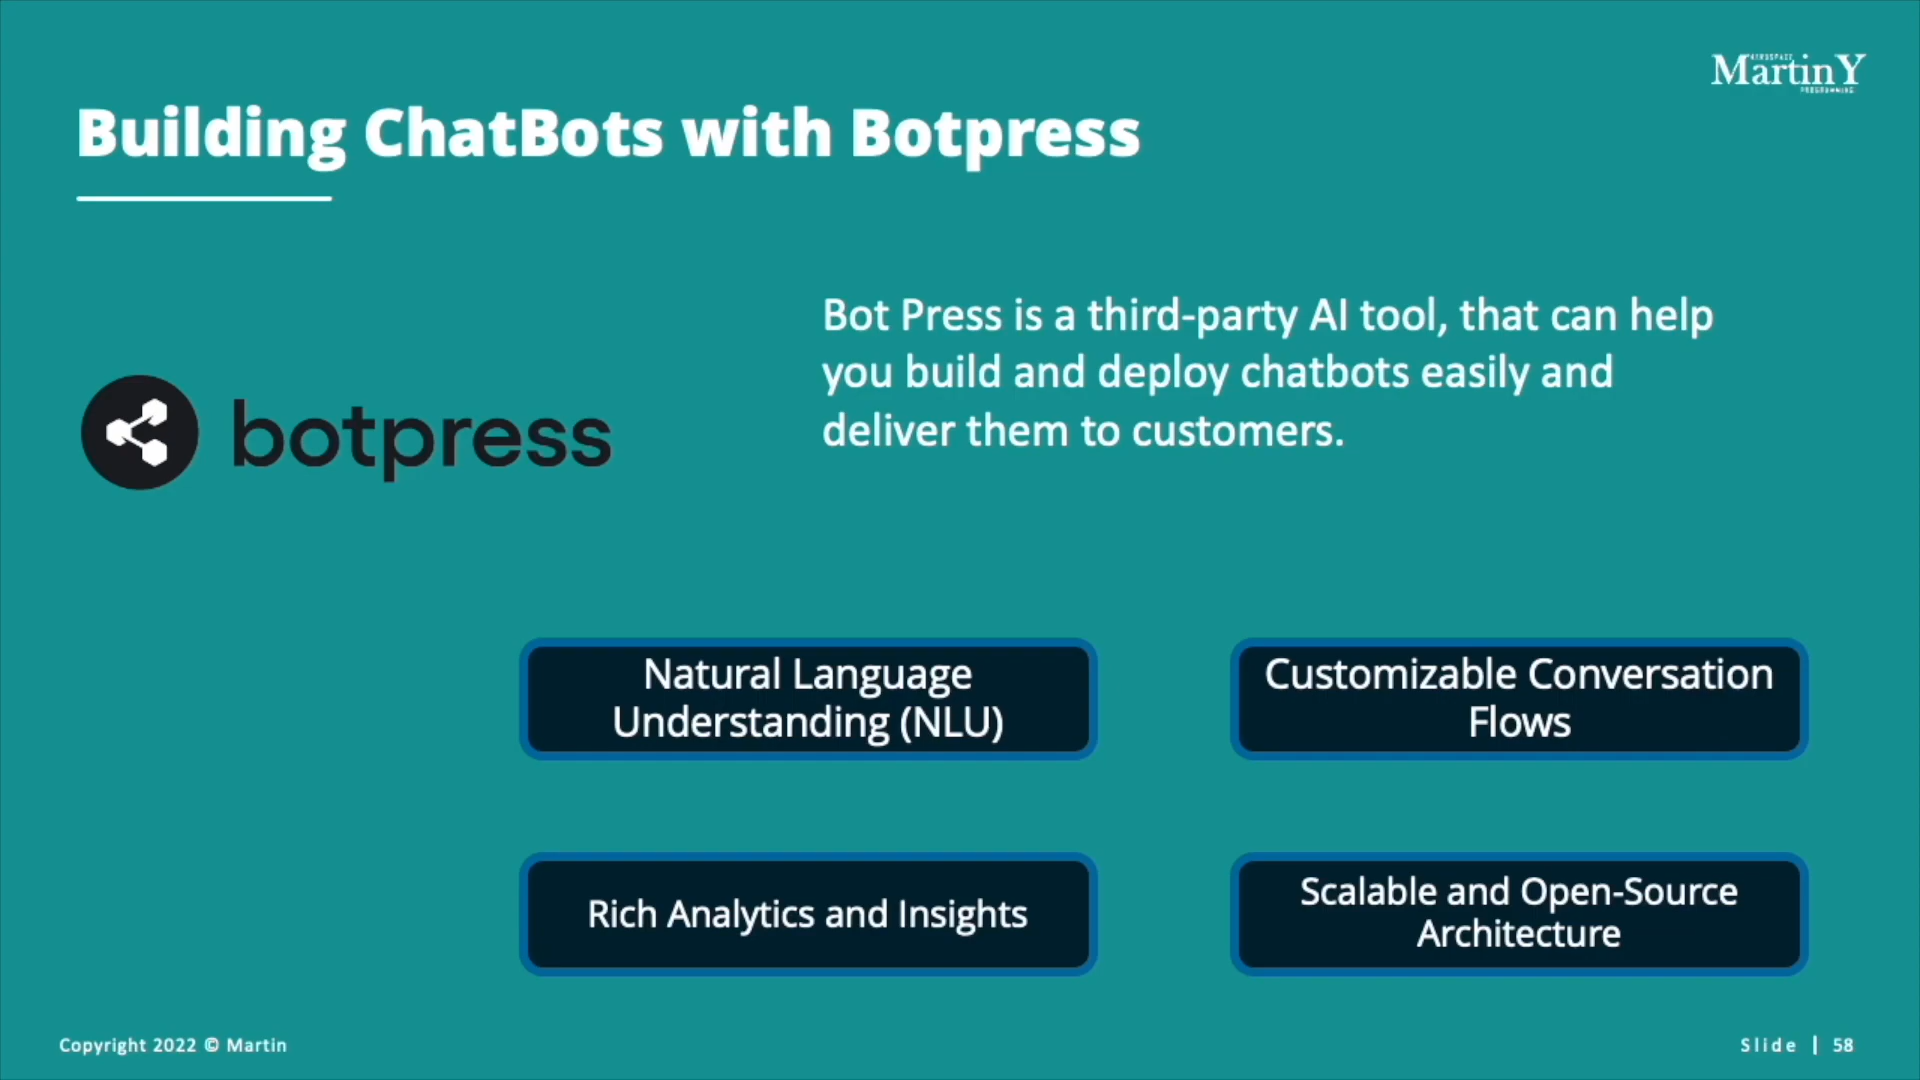 MartinY
PROGRAMMING
Building ChatBots with Botpress
Bot Press is a third-party AI tool, that can help
you build and deploy chatbots easily and
deliver them to customers.
botpress
Natural Language
Understanding (NLU)
Customizable Conversation
Flows
Rich Analytics and Insights
Scalable and Open-Source
Architecture
Copyright 2022 © Martin
Slide | 58